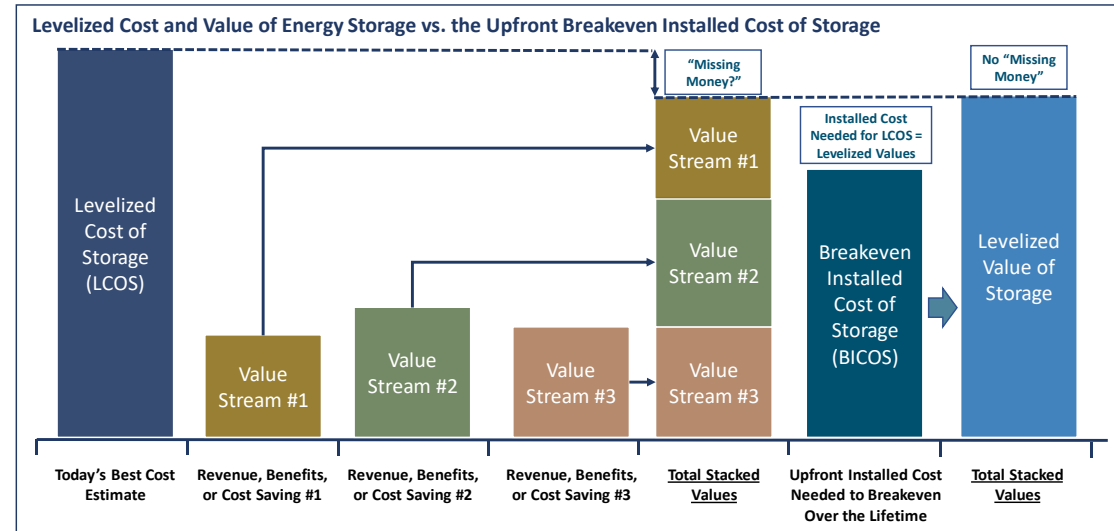 Levelized Cost and Value of Energy Storage vs. the Upfront Breakeven Installed Cost of Storage
Levelized
Cost of
Storage
(LCOS)
Value
Stream #1
Value
Stream #2
Value
Stream #3
“Missing
Money?”
Value
Stream #1
Value
Stream #2
Value
Stream #3
Installed Cost
Needed for LCOS =
Levelized Values
Breakeven
Installed
Cost of
Storage
(BICOS)
No “Missing
Money”
Levelized
Value of
Storage
Today’s Best Cost
Estimate
Revenue, Benefits,
or Cost Saving #1
Revenue, Benefits,
or Cost Saving #2
Revenue, Benefits,
or Cost Saving #3
Total Stacked
Values
Upfront Installed Cost
Needed to Breakeven
Over the Lifetime
Total Stacked
Values